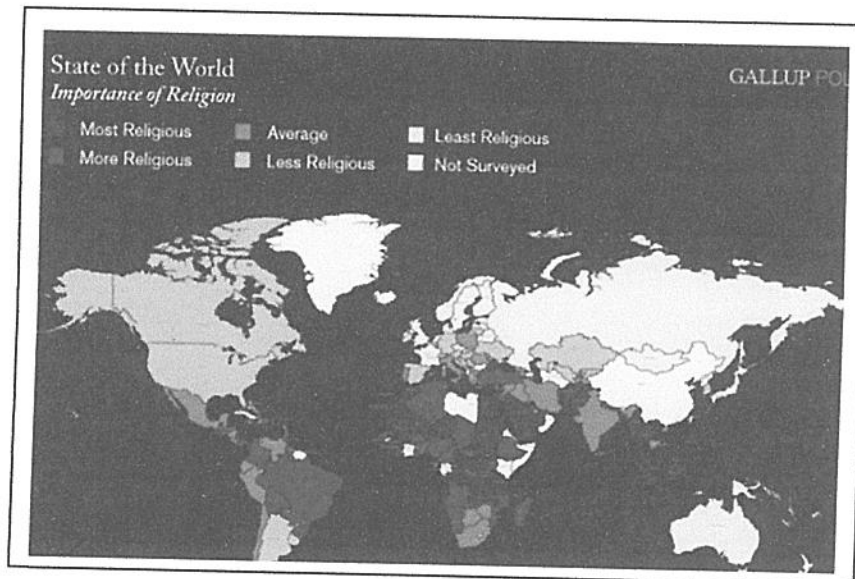 State of the World
Importance of Religion
GALLUP POL
Most Religious
Average
Least Religious
More Religious
Less Religious
Not Surveyed